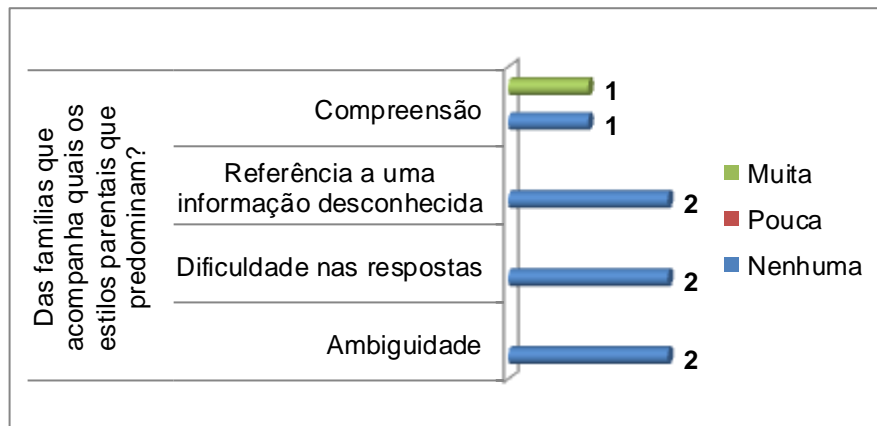 Das famílias que
acompanha quais os
estilos parentais que
predominam?
Compreensão
1
1
Referência a uma
informação desconhecida
2
Dificuldade nas respostas
2
Ambiguidade
2
Muita
Pouca
Nenhuma